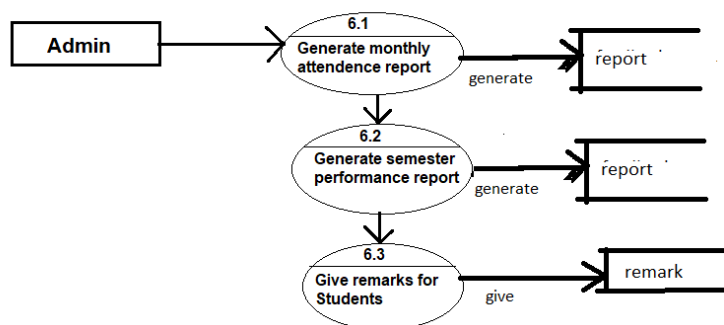 6.1
Admin
Generate monthly
attendence report
report
generate
6.2
Generate semester
performance report
report
generate
6.3
Give remarks for
Students
remark
give